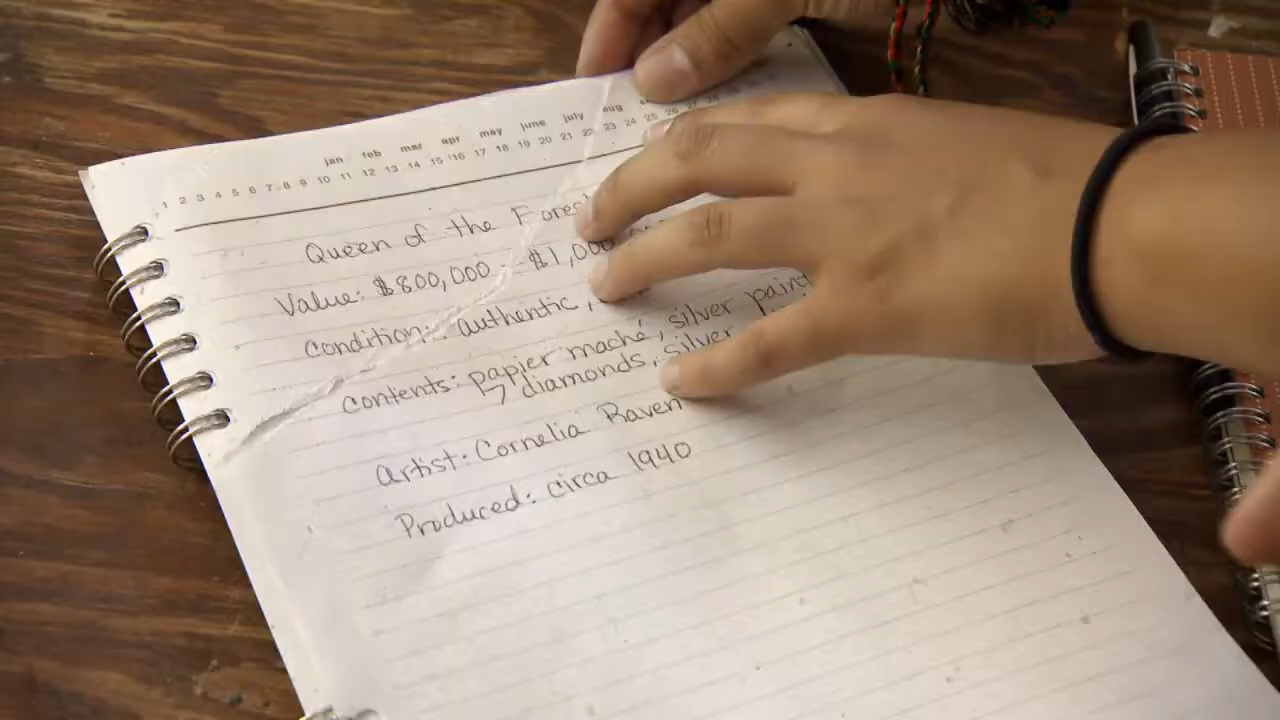 jan feb mar apr may june july aug
1 2 3 4 5 6 7 8 9 10 11 12 13 14 15 16 17 18 19 20 21 22 23 24 25 26 27 28
Queen of the Fores
Value: $800,000 - $1,000
Condition: authentic,
Contents: papier maché, silver paint
7 diamonds, silver
Artist: Cornelia Raven
Produced: circa 1940